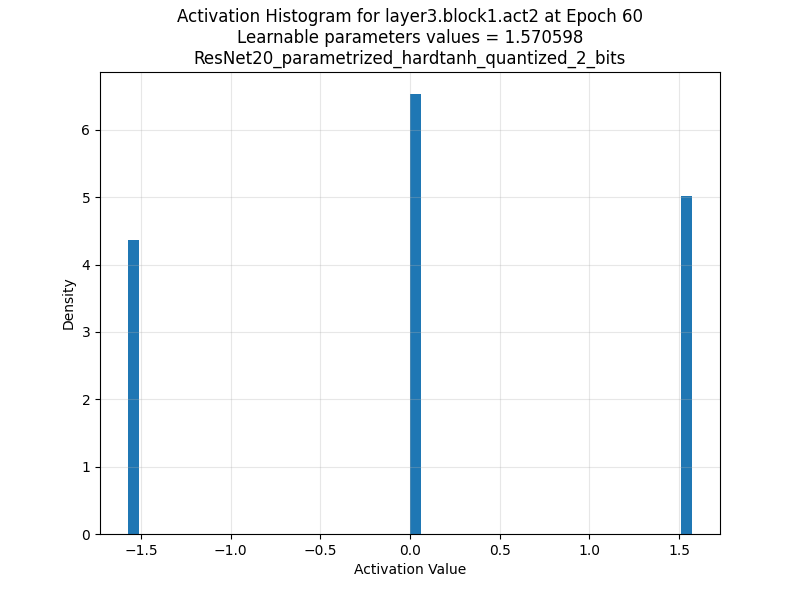 Activation Histogram for layer3.block1.act2 at Epoch 60
Learnable parameters values = 1.570598
ResNet20_parametrized_hardtanh_quantized_2_bits
6
5
4
3
2
1
0
Density
−1.5 −1.0 −0.5 0.0 0.5 1.0 1.5
Activation Value